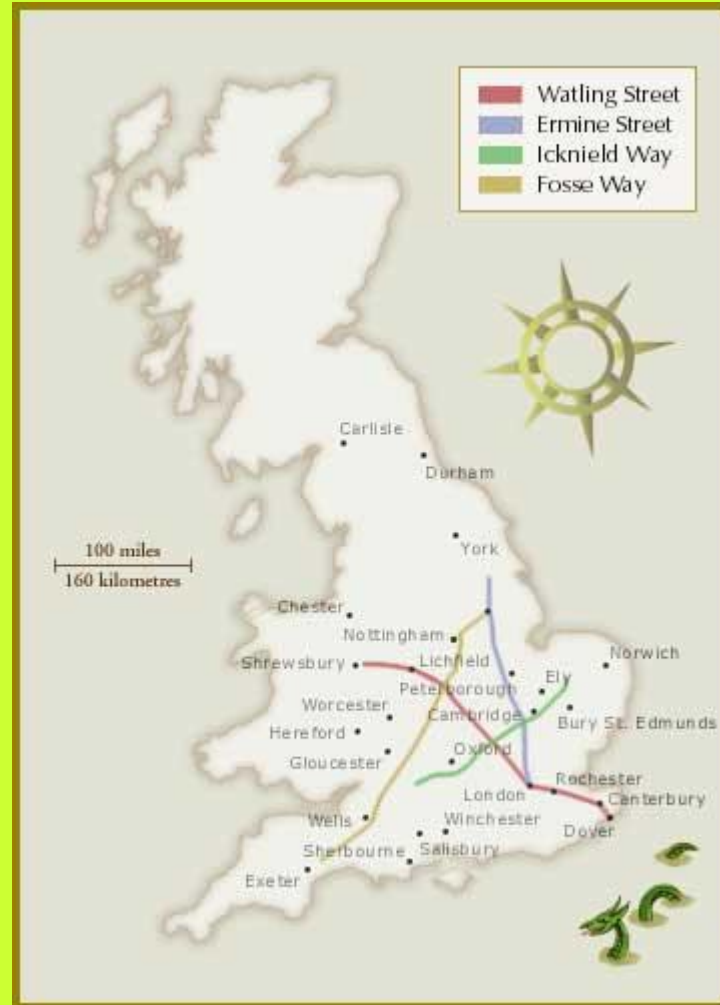 Watling Street
Ermine Street
Icknield Way
Fosse Way
Carlisle
Durham
York
100 miles
160 kilometres
Chester
Nottingham
Norwich
Shrewsbury
Lichfield
Ely
Peterborough
Worcester
Cambridge
Bury St. Edmunds
Hereford
Oxford
Gloucester
Rochester
London
Canterbury
Wells
Winchester
Dover
Sherbourne
Salisbury
Exeter